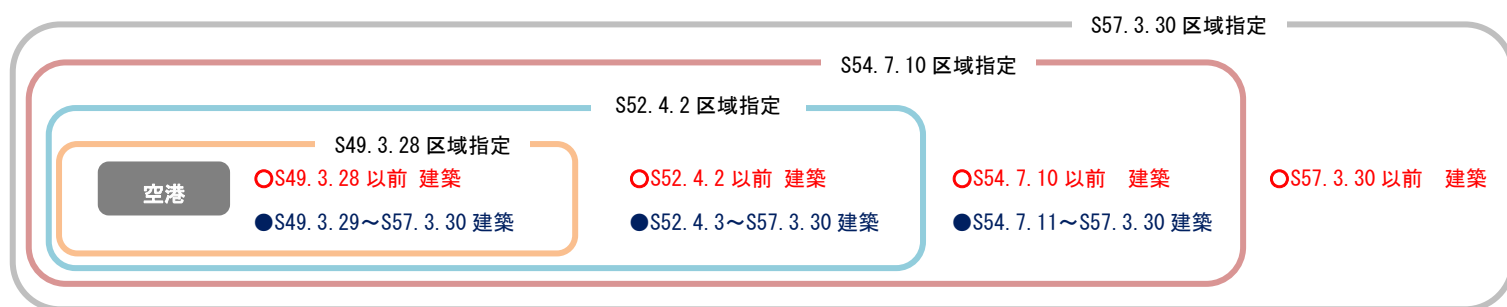 S57.3.30 区域指定
S54.7.10 区域指定
S52.4.2 区域指定
S49.3.28 区域指定
空港
○S49.3.28 以前 建築
○S52.4.2 以前 建築
○S54.7.10 以前 建築
○S57.3.30 以前 建築
●S49.3.29～S57.3.30 建築
●S52.4.3～S57.3.30 建築
●S54.7.11～S57.3.30 建築